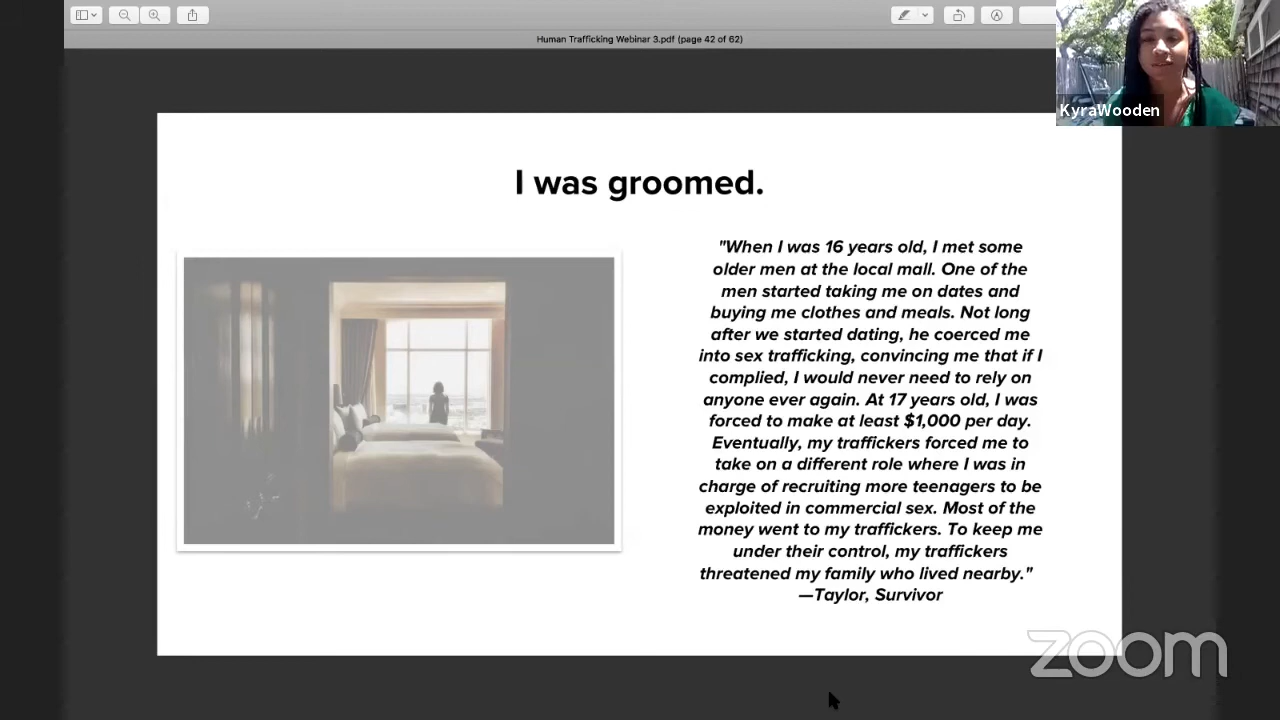 Human Trafficking Webinar 3.pdf (page 42 of 62)
KyraWooden
I was groomed.
"When I was 16 years old, I met some
older men at the local mall. One of the
men started taking me on dates and
buying me clothes and meals. Not long
after we started dating, he coerced me
into sex trafficking, convincing me that if I
complied, I would never need to rely on
anyone ever again. At 17 years old, I was
forced to make at least $1,000 per day.
Eventually, my traffickers forced me to
take on a different role where I was in
charge of recruiting more teenagers to be
exploited in commercial sex. Most of the
money went to my traffickers. To keep me
under their control, my traffickers
threatened my family who lived nearby."
—Taylor, Survivor
zoom